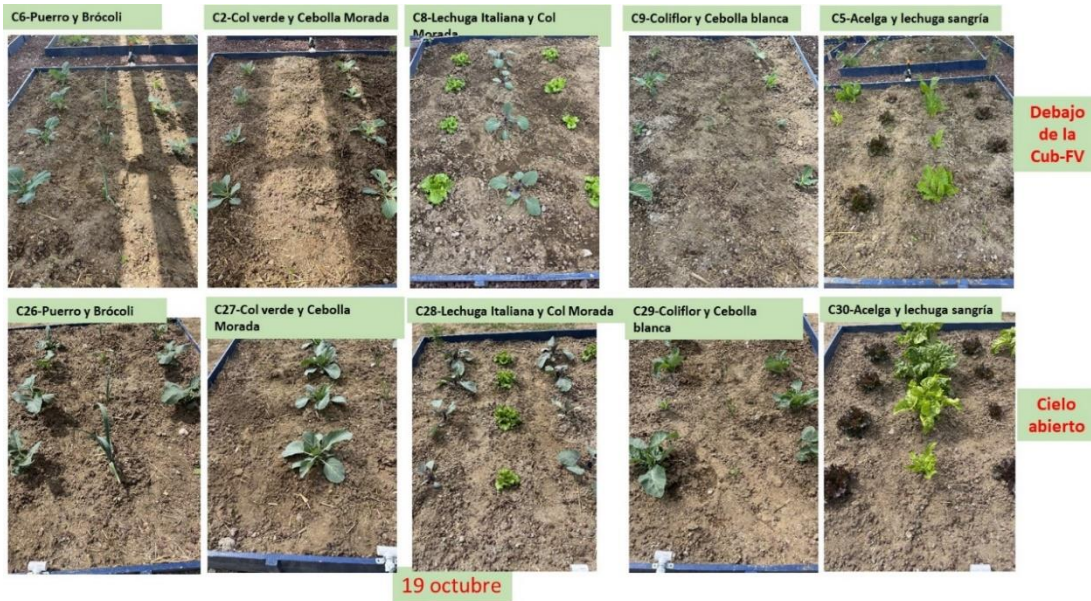 C6-Puerro y Brócoli
C2-Col verde y Cebolla Morada
C8-Lechuga Italiana y Col
Morada
C9-Coliflor y Cebolla blanca
C5-Acelga y lechuga sangría
Debajo
de la
Cub-FV
C26-Puerro y Brócoli
C27-Col verde y Cebolla
Morada
C28-Lechuga Italiana y Col Morada
C29-Coliflor y Cebolla
blanca
C30-Acelga y lechuga sangría
Cielo
abierto
19 octubre